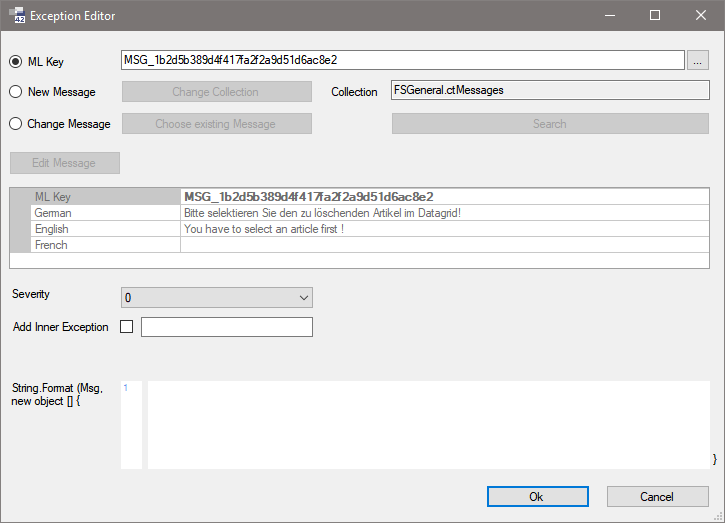 Exception Editor
ML Key MSG_1b2d5b389d4f417fa2f2a9d51d6ac8e2 ...
New Message Change Collection Collection FSGeneral.ctMessages
Change Message Choose existing Message Search
Edit Message
ML Key MSG_1b2d5b389d4f417fa2f2a9d51d6ac8e2
German Bitte selektieren Sie den zu löschenden Artikel im Datagrid!
English You have to select an article first !
French
Severity 0
Add Inner Exception
String.Format (Msg, 1
new object [] {
}
Ok Cancel